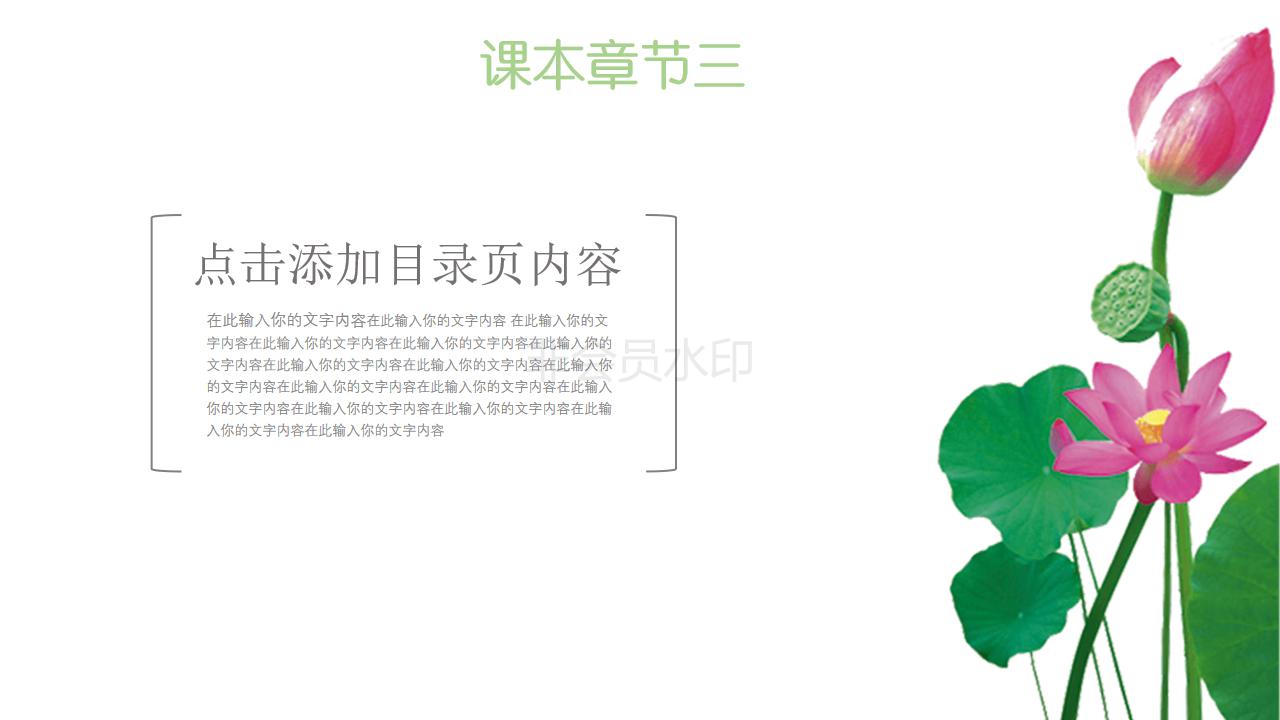 课本章节三
点击添加目录页内容
在此输入你的文字内容在此输入你的文字内容 在此输入你的文
字内容在此输入你的文字内容在此输入你的文字内容在此输入你的
文字内容在此输入你的文字内容在此输入你的文字内容在此输入你
的文字内容在此输入你的文字内容在此输入你的文字内容在此输入
你的文字内容在此输入你的文字内容在此输入你的文字内容在此输
入你的文字内容在此输入你的文字内容
非会员水印